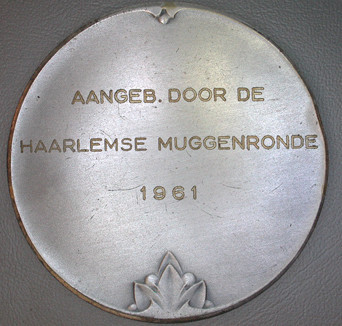 AANGEB. DOOR DE
HAARLEMSE MUGGENRONDE
1961